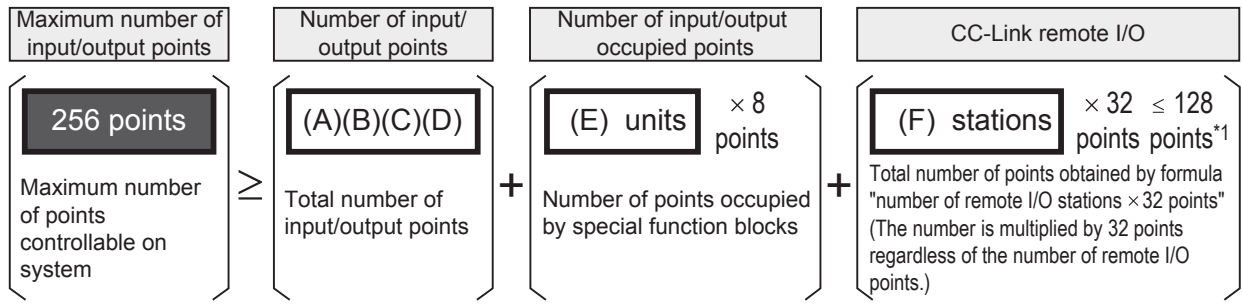 Maximum number of
input/output points
256 points
Maximum number
of points
controllable on
system
≥
Number of input/
output points
(A)(B)(C)(D)
Total number of
input/output points
+
Number of input/output
occupied points
(E) units × 8
points
Number of points occupied
by special function blocks
+
CC-Link remote I/O
(F) stations × 32 ≤ 128
points points*1
Total number of points obtained by formula
"number of remote I/O stations × 32 points"
(The number is multiplied by 32 points
regardless of the number of remote I/O
points.)